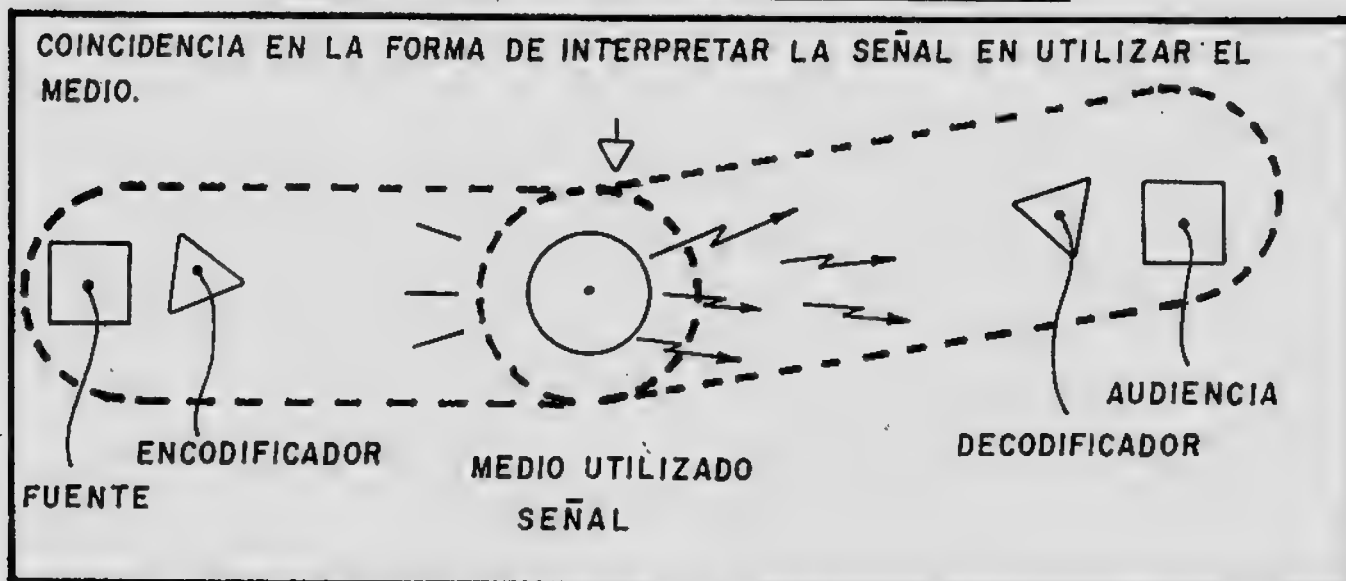 COINCIDENCIA EN LA FORMA DE INTERPRETAR LA SEÑAL EN UTILIZAR EL
MEDIO.
AUDIENCIA
ENCODIFICADOR
DECODIFICADOR
MEDIO UTILIZADO
FUENTE
SEÑAL